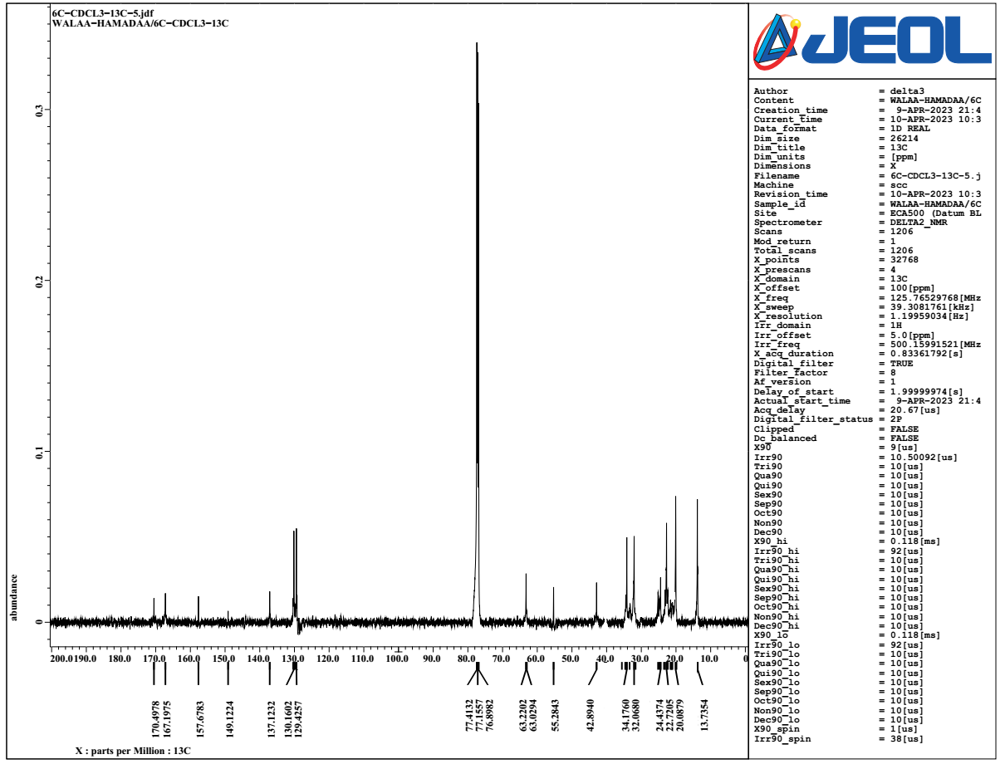 6C-CDCL3-13C-5.jdf
WALAA-HAMADAA/6C-CDCL3-13C
abundance
0.3
0.2
0.1
0
200.0 190.0 180.0 170.0 160.0 150.0 140.0 130.0 120.0 110.0 100.0 90.0 80.0 70.0 60.0 50.0 40.0 30.0 20.0 10.0 0
170.4978
167.1975
157.6783
149.1224
137.1232
130.1602
129.4257
77.4132
77.1557
76.8982
63.2202
63.0294
55.2843
42.8940
34.1760
32.0680
24.4374
22.7205
20.0879
13.7354
X : parts per Million : 13C
JEOL
Author = delta3
Content = WALAA-HAMADAA/6C
Creation_time = 9-APR-2023 21:4
Current_time = 10-APR-2023 10:3
Data_format = 1D REAL
Dim_size = 26214
Dim_title = 13C
Dim_units = [ppm]
Dimensions = X
Filename = 6C-CDCL3-13C-5.j
Machine = scc
Revision_time = 10-APR-2023 10:3
Sample_id = WALAA-HAMADAA/6C
Site = ECA500 (Datum BL
Spectrometer = DELTA2_NMR
Scans = 1206
Mod_return = 1
Total_scans = 1206
X_points = 32768
X_prescans = 4
X_domain = 13C
X_offset = 100[ppm]
X_freq = 125.76529768[MHz
X_sweep = 39.3081761[kHz]
X_resolution = 1.19959034[Hz]
Irr_domain = 1H
Irr_offset = 5.0[ppm]
Irr_freq = 500.15991521[MHz
X_acq_duration = 0.83361792[s]
Digital_filter = TRUE
Filter_factor = 8
Af_version = 1
Delay_of_start = 1.99999974[s]
Actual_start_time = 9-APR-2023 21:4
Acq_delay = 20.67[us]
Digital_filter_status = 2P
Clipped = FALSE
Dc_balanced = FALSE
X90 = 9[us]
Irr90 = 10.50092[us]
Tri90 = 10[us]
Qua90 = 10[us]
Qui90 = 10[us]
Sex90 = 10[us]
Sep90 = 10[us]
Oct90 = 10[us]
Non90 = 10[us]
Dec90 = 10[us]
X90_hi = 0.118[ms]
Irr90_hi = 92[us]
Tri90_hi = 10[us]
Qua90_hi = 10[us]
Qui90_hi = 10[us]
Sex90_hi = 10[us]
Sep90_hi = 10[us]
Oct90_hi = 10[us]
Non90_hi = 10[us]
Dec90_hi = 10[us]
X90_lo = 0.118[ms]
Irr90_lo = 92[us]
Tri90_lo = 10[us]
Qua90_lo = 10[us]
Qui90_lo = 10[us]
Sex90_lo = 10[us]
Sep90_lo = 10[us]
Oct90_lo = 10[us]
Non90_lo = 10[us]
Dec90_lo = 10[us]
X90_spin = 1[us]
Irr90_spin = 38[us]